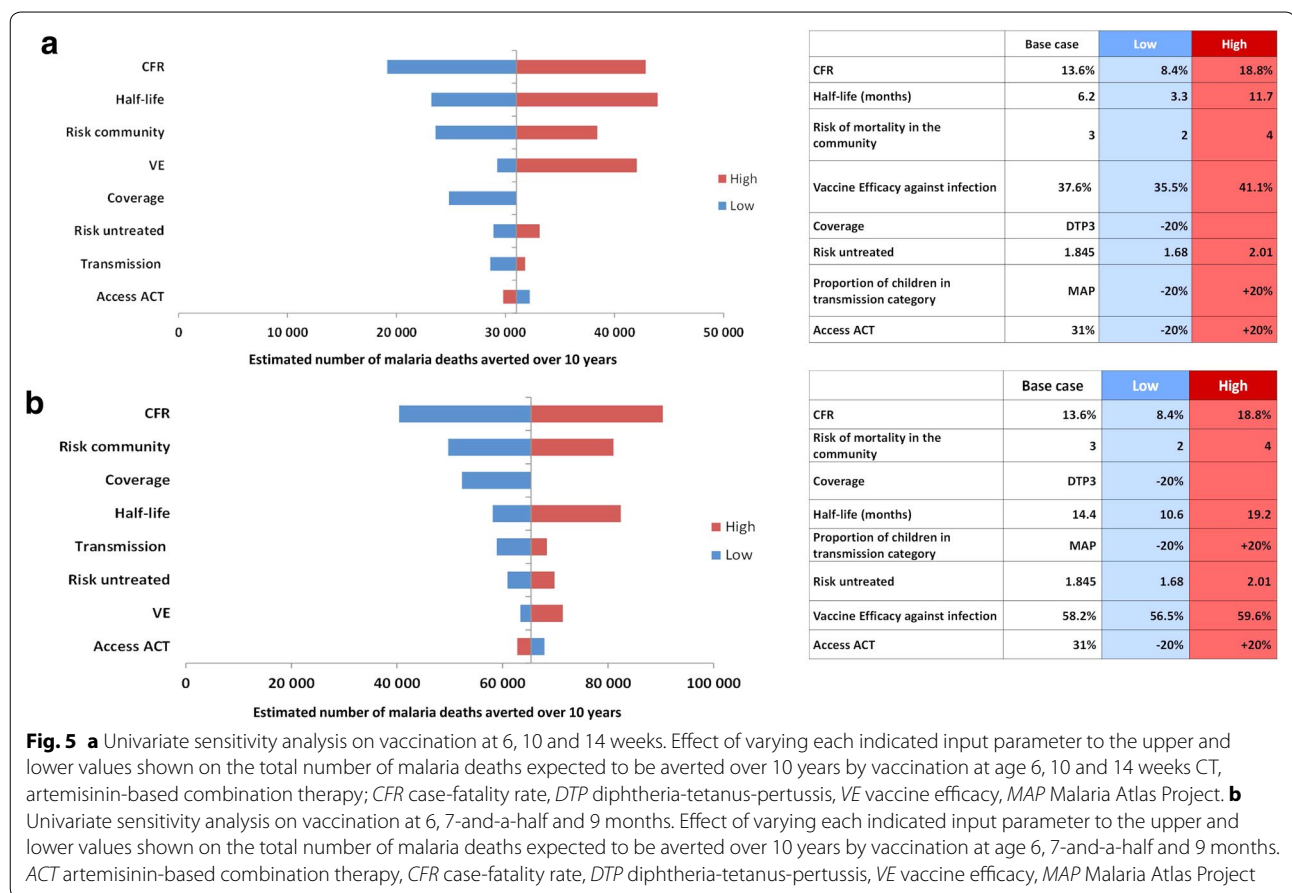 a
CFR
Half-life
Risk community
VE
Coverage
Risk untreated
Transmission
Access ACT
High
Low
0 10 000 20 000 30 000 40 000 50 000
Estimated number of malaria deaths averted over 10 years
Base case Low High
CFR 13.6% 8.4% 18.8%
Half-life (months) 6.2 3.3 11.7
Risk of mortality in the
community 3 2 4
Vaccine Efficacy against infection 37.6% 35.5% 41.1%
Coverage DTP3 -20%
Risk untreated 1.845 1.68 2.01
Proportion of children in
transmission category MAP -20% +20%
Access ACT 31% -20% +20%
b
CFR
Risk community
Coverage
Half-life
Transmission
Risk untreated
VE
Access ACT
High
Low
0 20 000 40 000 60 000 80 000 100 000
Estimated number of malaria deaths averted over 10 years
Base case Low High
CFR 13.6% 8.4% 18.8%
Risk of mortality in the
community 3 2 4
Coverage DTP3 -20%
Half-life (months) 14.4 10.6 19.2
Proportion of children in
transmission category MAP -20% +20%
Risk untreated 1.845 1.68 2.01
Vaccine Efficacy against infection 58.2% 56.5% 59.6%
Access ACT 31% -20% +20%
Fig. 5 a Univariate sensitivity analysis on vaccination at 6, 10 and 14 weeks. Effect of varying each indicated input parameter to the upper and
lower values shown on the total number of malaria deaths expected to be averted over 10 years by vaccination at age 6, 10 and 14 weeks CT,
artemisinin-based combination therapy; CFR case-fatality rate, DTP diphtheria-tetanus-pertussis, VE vaccine efficacy, MAP Malaria Atlas Project. b
Univariate sensitivity analysis on vaccination at 6, 7-and-a-half and 9 months. Effect of varying each indicated input parameter to the upper and
lower values shown on the total number of malaria deaths expected to be averted over 10 years by vaccination at age 6, 7-and-a-half and 9 months.
ACT artemisinin-based combination therapy, CFR case-fatality rate, DTP diphtheria-tetanus-pertussis, VE vaccine efficacy, MAP Malaria Atlas Project